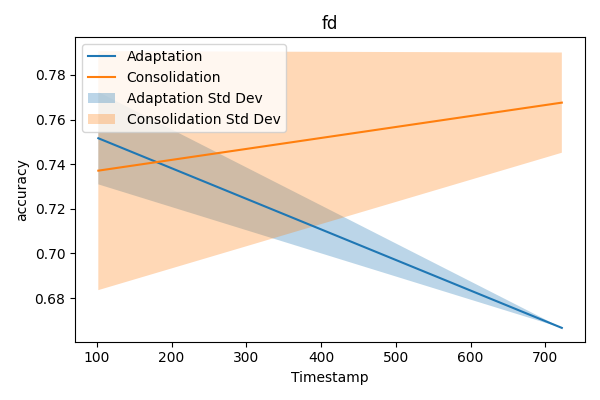 fd
Adaptation
Consolidation
Adaptation Std Dev
Consolidation Std Dev
accuracy
0.78
0.76
0.74
0.72
0.70
0.68
100 200 300 400 500 600 700
Timestamp